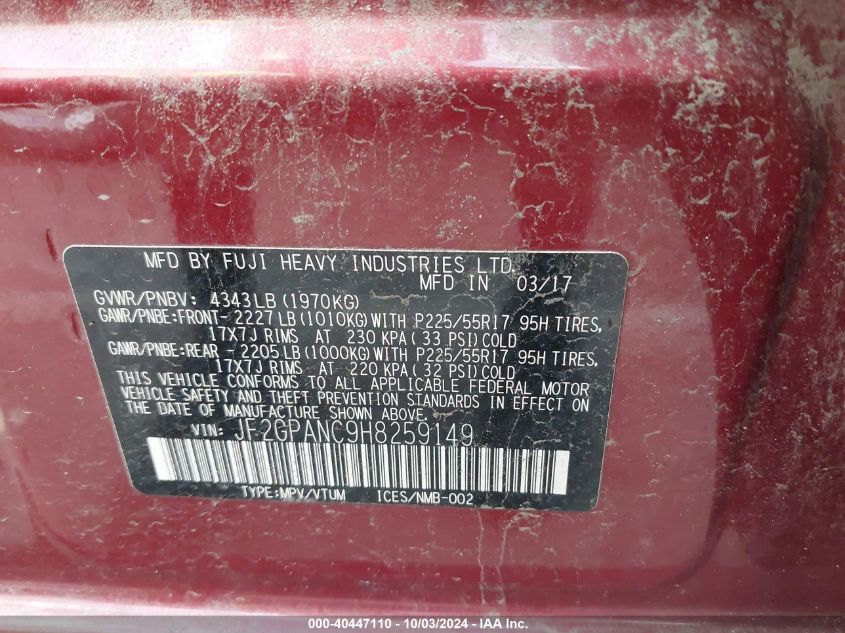 MFD BY FUJI HEAVY INDUSTRIES LTD.
MFD IN 03/17
GVWR/PNBV: 4343LB (1970KG)
GAWR/PNBE:FRONT-2227LB (1010KG) WITH P225/55R17 95H TIRES,
17X7J RIMS AT 230 KPA (33 PSI) COLD
GAWR/PNBE:REAR -2205LB (1000KG) WITH P225/55R17 95H TIRES,
17X7J RIMS AT 220 KPA (32 PSI) COLD
THIS VEHICLE CONFORMS TO ALL APPLICABLE FEDERAL MOTOR
VEHICLE SAFETY AND THEFT PREVENTION STANDARDS IN EFFECT ON
THE DATE OF MANUFACTURE SHOWN ABOVE.
VIN: JF2GPANC9H8259149
TYPE:MPV/VTUM ICES/NMB-002
000-40447110 - 10/03/2024 - ©IAA, Inc.